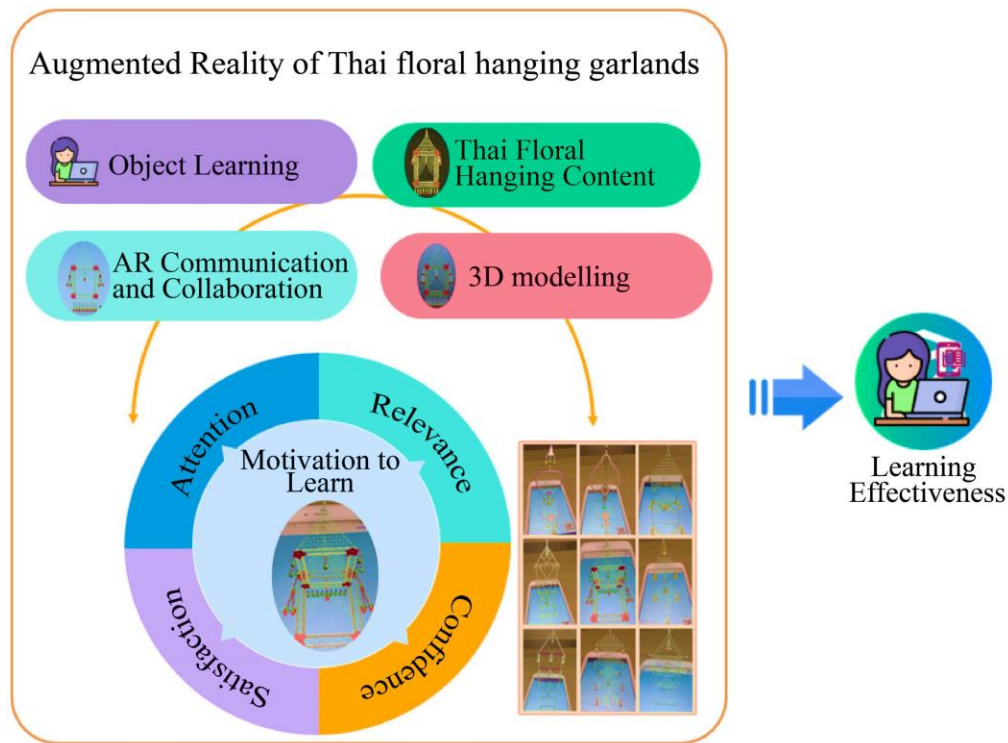 Augmented Reality of Thai floral hanging garlands
Object Learning
Thai Floral
Hanging Content
AR Communication
and Collaboration
3D modelling
Attention
Relevance
Motivation to
Learn
Satisfaction
Confidence
Learning
Effectiveness